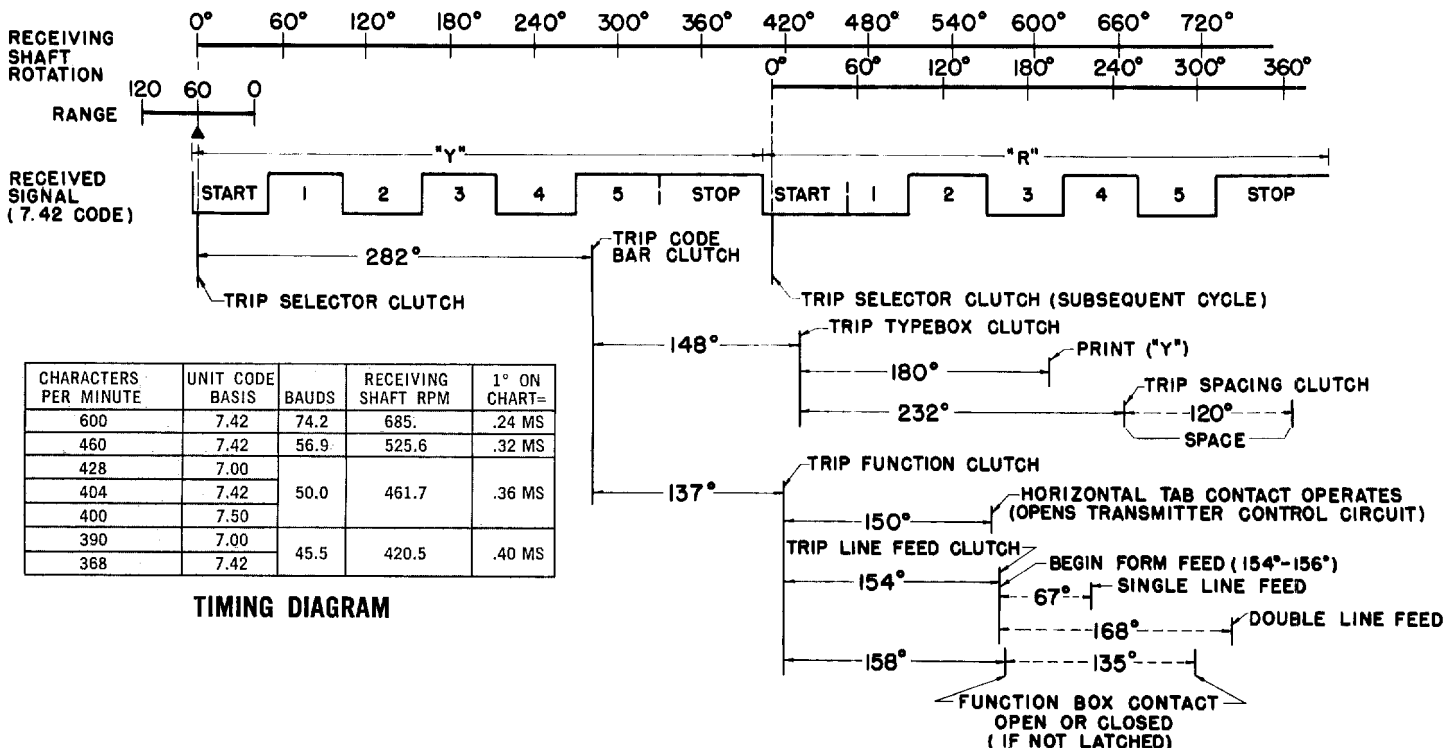 0° 60° 120° 180° 240° 300° 360° 420° 480° 540° 600° 660° 720°
RECEIVING
SHAFT
ROTATION
0° 60° 120° 180° 240° 300° 360°
120 60 0
RANGE
"Y" "R"
RECEIVED
SIGNAL
(7.42 CODE)
START 1 2 3 4 5 STOP START 1 2 3 4 5 STOP
282°
TRIP CODE
BAR CLUTCH
TRIP SELECTOR CLUTCH
TRIP SELECTOR CLUTCH (SUBSEQUENT CYCLE)
TRIP TYPEBOX CLUTCH
148°
PRINT ("Y")
180°
TRIP SPACING CLUTCH
232°
120°
SPACE
CHARACTERS PER MINUTE UNIT CODE BASIS BAUDS RECEIVING SHAFT RPM 1° ON CHART=
600 7.42 74.2 685. .24 MS
460 7.42 56.9 525.6 .32 MS
428 7.00
404 7.42 50.0 461.7 .36 MS
400 7.50
390 7.00 45.5 420.5 .40 MS
368 7.42
TIMING DIAGRAM
TRIP FUNCTION CLUTCH
137°
HORIZONTAL TAB CONTACT OPERATES
(OPENS TRANSMITTER CONTROL CIRCUIT)
150°
TRIP LINE FEED CLUTCH
BEGIN FORM FEED (154°-156°)
154°
SINGLE LINE FEED
67°
DOUBLE LINE FEED
168°
158° 135°
FUNCTION BOX CONTACT
OPEN OR CLOSED
(IF NOT LATCHED)